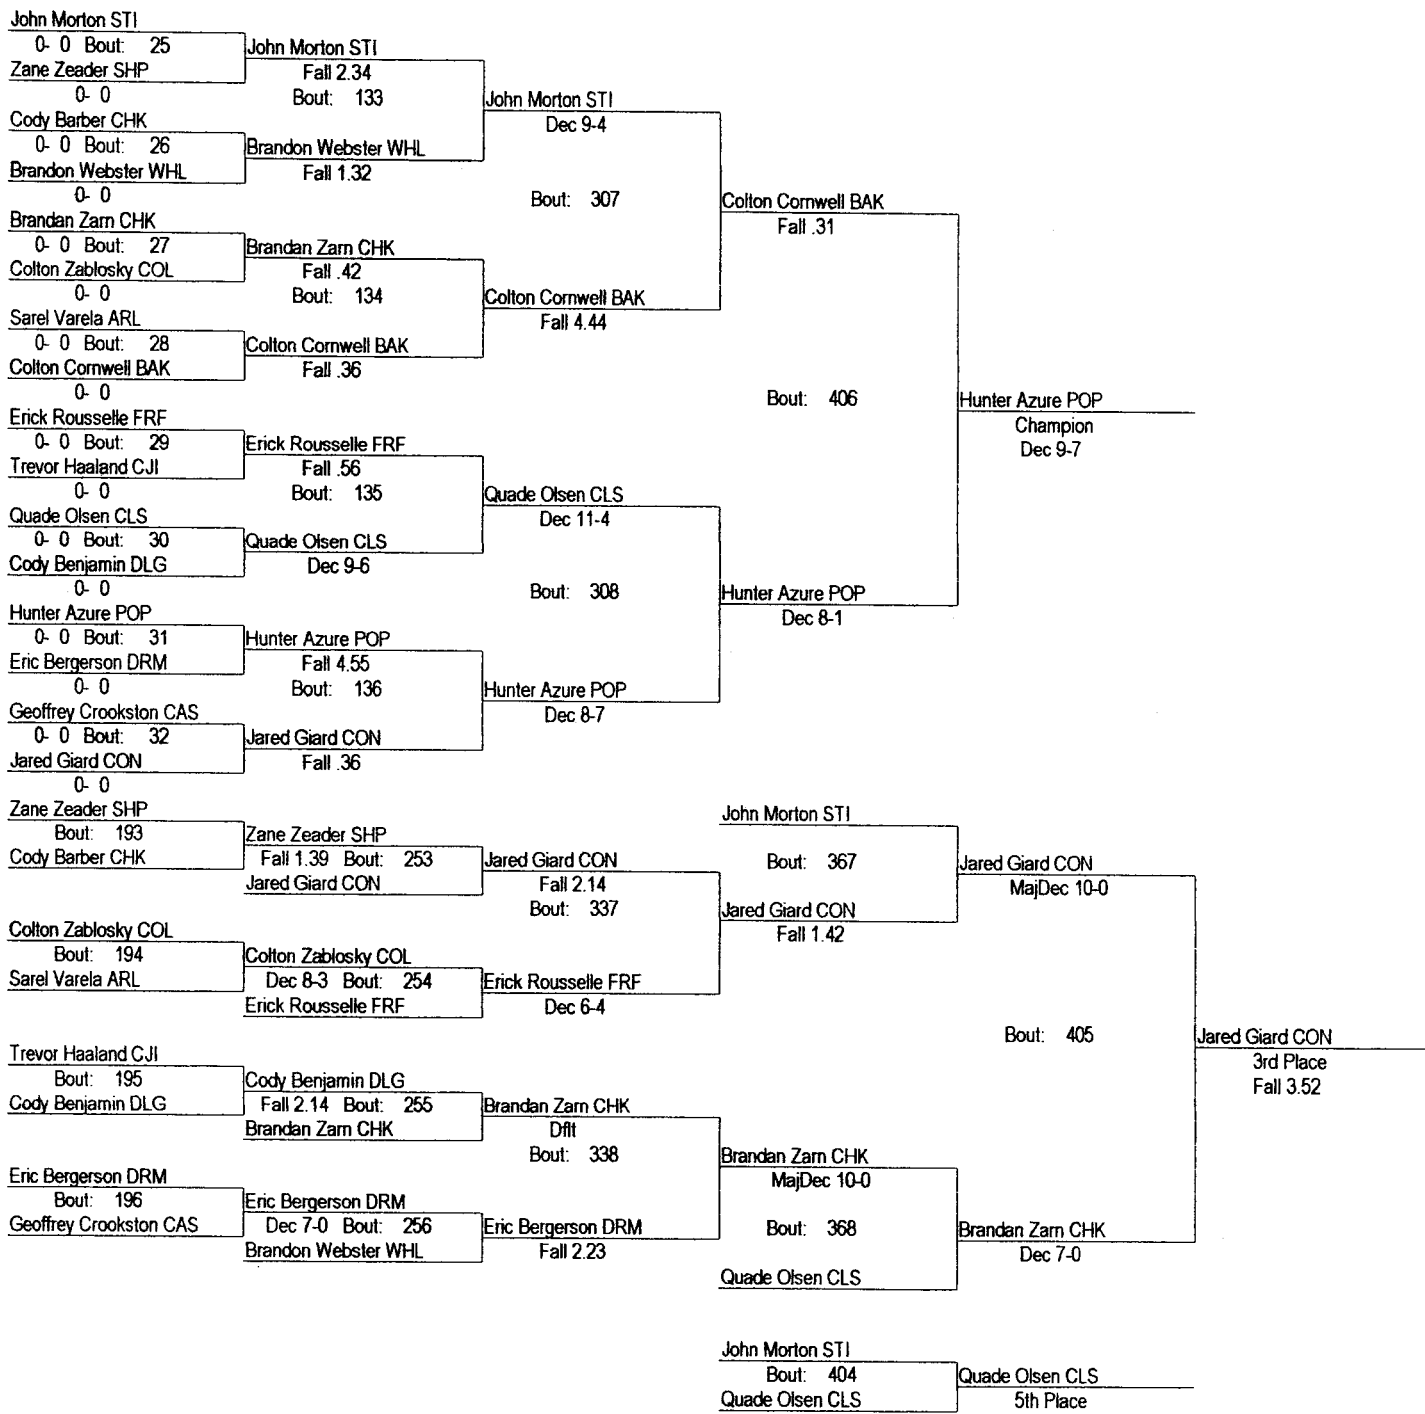 John Morton STI
0- 0 Bout: 25
Zane Zeader SHP
0- 0
Cody Barber CHK
0- 0 Bout: 26
Brandon Webster WHL
0- 0
Brandan Zarn CHK
0- 0 Bout: 27
Colton Zablosky COL
0- 0
Sarel Varela ARL
0- 0 Bout: 28
Colton Cornwell BAK
0- 0
Erick Rousselle FRF
0- 0 Bout: 29
Trevor Haaland CJI
0- 0
Quade Olsen CLS
0- 0 Bout: 30
Cody Benjamin DLG
0- 0
Hunter Azure POP
0- 0 Bout: 31
Eric Bergerson DRM
0- 0
Geoffrey Crookston CAS
0- 0 Bout: 32
Jared Giard CON
0- 0
John Morton STI
Fall 2.34
Bout: 133
Brandon Webster WHL
Fall 1.32
Brandan Zarn CHK
Fall .42
Bout: 134
Colton Cornwell BAK
Fall .36
Erick Rousselle FRF
Fall .56
Bout: 135
Quade Olsen CLS
Dec 9-6
Hunter Azure POP
Fall 4.55
Bout: 136
Jared Giard CON
Fall .36
John Morton STI
Dec 9-4
Bout: 307
Colton Cornwell BAK
Fall 4.44
Quade Olsen CLS
Dec 11-4
Bout: 308
Hunter Azure POP
Dec 8-7
Colton Cornwell BAK
Fall .31
Bout: 406
Hunter Azure POP
Dec 8-1
Hunter Azure POP
Champion
Dec 9-7
Zane Zeader SHP
Bout: 193
Cody Barber CHK
Colton Zablosky COL
Bout: 194
Sarel Varela ARL
Trevor Haaland CJI
Bout: 195
Cody Benjamin DLG
Eric Bergerson DRM
Bout: 196
Geoffrey Crookston CAS
Zane Zeader SHP
Fall 1.39 Bout: 253
Jared Giard CON
Colton Zablosky COL
Dec 8-3 Bout: 254
Erick Rousselle FRF
Cody Benjamin DLG
Fall 2.14 Bout: 255
Brandan Zarn CHK
Eric Bergerson DRM
Dec 7-0 Bout: 256
Brandon Webster WHL
Jared Giard CON
Fall 2.14
Bout: 337
Erick Rousselle FRF
Dec 6-4
Brandan Zarn CHK
Dflt
Bout: 338
Eric Bergerson DRM
Fall 2.23
John Morton STI
Bout: 367
Jared Giard CON
Fall 1.42
Brandan Zarn CHK
MajDec 10-0
Bout: 368
Quade Olsen CLS
Jared Giard CON
MajDec 10-0
Bout: 405
Brandan Zarn CHK
Dec 7-0
Jared Giard CON
3rd Place
Fall 3.52
John Morton STI
Bout: 404
Quade Olsen CLS
Quade Olsen CLS
5th Place